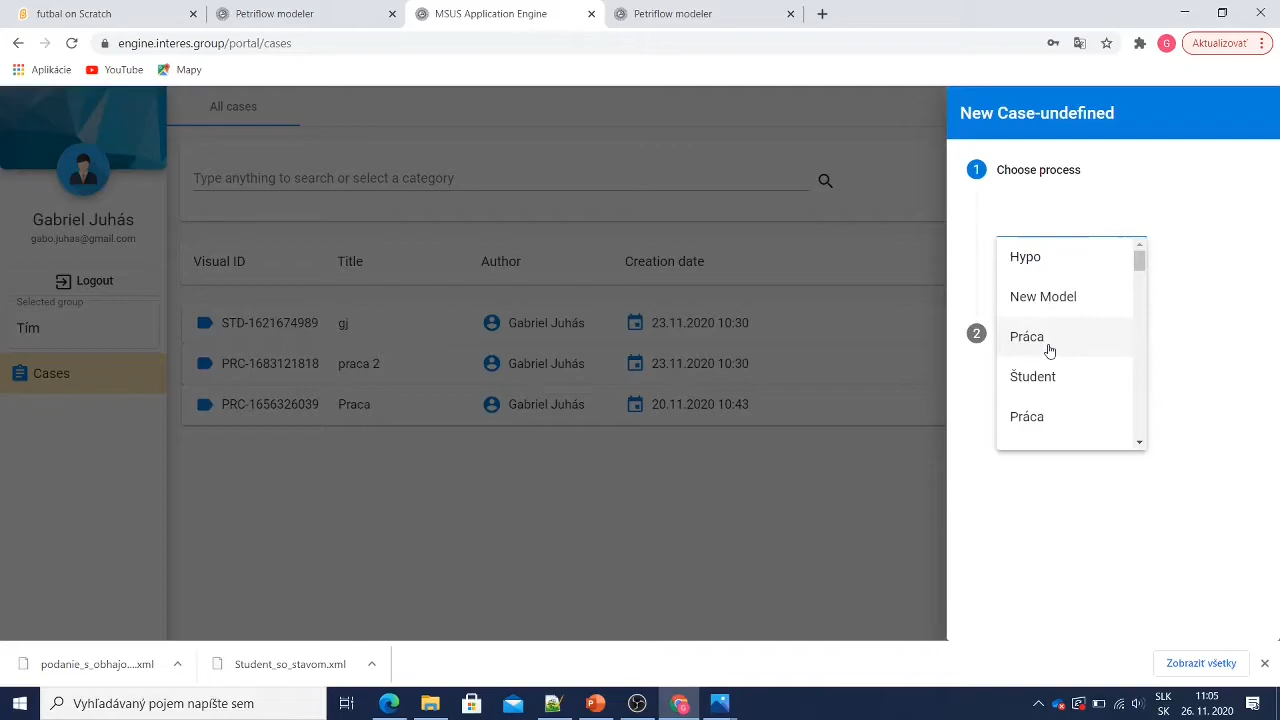 futbal on Scratch
Petriflow modeler
MSUS Application Engine
Petriflow modeler
engine.interes.group/portal/cases
G
Aktualizovať
Aplikácie
YouTube
Mapy
All cases
New Case-undefined
1 Choose process
Type anything to search or select a category
Gabriel Juhás
gabo.juhas@gmail.com
Logout
Selected group
Tím
Cases
Visual ID Title Author Creation date
STD-1621674989 gj Gabriel Juhás 23.11.2020 10:30
PRC-1683121818 praca 2 Gabriel Juhás 23.11.2020 10:30
PRC-1656326039 Praca Gabriel Juhás 20.11.2020 10:43
Hypo
New Model
2
Práca
Študent
Práca
podanie_s_obhajo....xml
Student_so_stavom.xml
Zobraziť všetky
Vyhľadávaný pojem napíšte sem
SLK
SK
11:05
26. 11. 2020